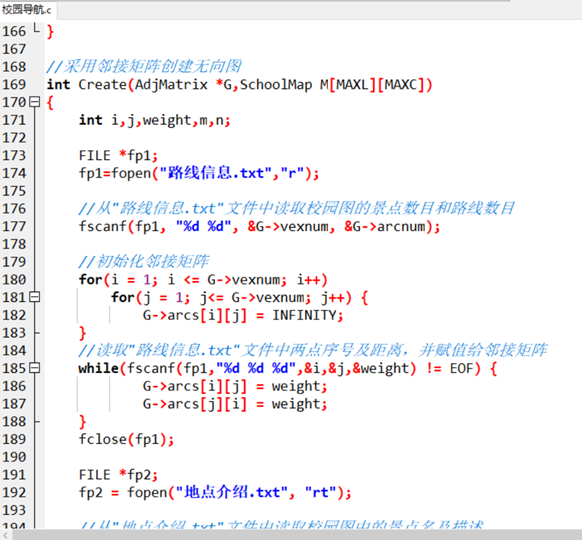 校园导航.c
166 }
167
168 //采用邻接矩阵创建无向图
169 int Create(AdjMatrix *G,SchoolMap M[MAXL][MAXC])
170 {
171 int i,j,weight,m,n;
172
173 FILE *fp1;
174 fp1=fopen("路线信息.txt","r");
175
176 //从"路线信息.txt"文件中读取校园图的景点数目和路线数目
177 fscanf(fp1, "%d %d", &G->vexnum, &G->arcnum);
178
179 //初始化邻接矩阵
180 for(i = 1; i <= G->vexnum; i++)
181 for(j = 1; j<= G->vexnum; j++) {
182 G->arcs[i][j] = INFINITY;
183 }
184 //读取"路线信息.txt"文件中两点序号及距离，并赋值给邻接矩阵
185 while(fscanf(fp1,"%d %d %d",&i,&j,&weight) != EOF) {
186 G->arcs[i][j] = weight;
187 G->arcs[j][i] = weight;
188 }
189 fclose(fp1);
190
191 FILE *fp2;
192 fp2 = fopen("地点介绍.txt", "rt");
193
194 //从"地点介绍.txt"文件中读取校园图中的景点名及描述